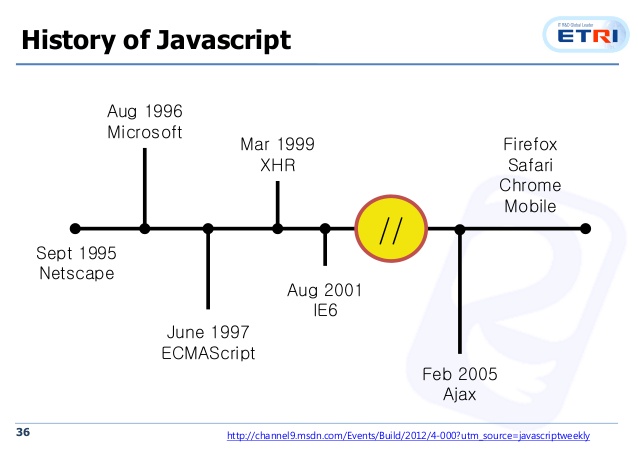 History of Javascript
IT R&D Global Leader
ETRI
Aug 1996
Microsoft
Mar 1999
XHR
Firefox
Safari
Chrome
Mobile
//
Sept 1995
Netscape
Aug 2001
IE6
June 1997
ECMAScript
Feb 2005
Ajax
36
http://channel9.msdn.com/Events/Build/2012/4-000?utm_source=javascriptweekly